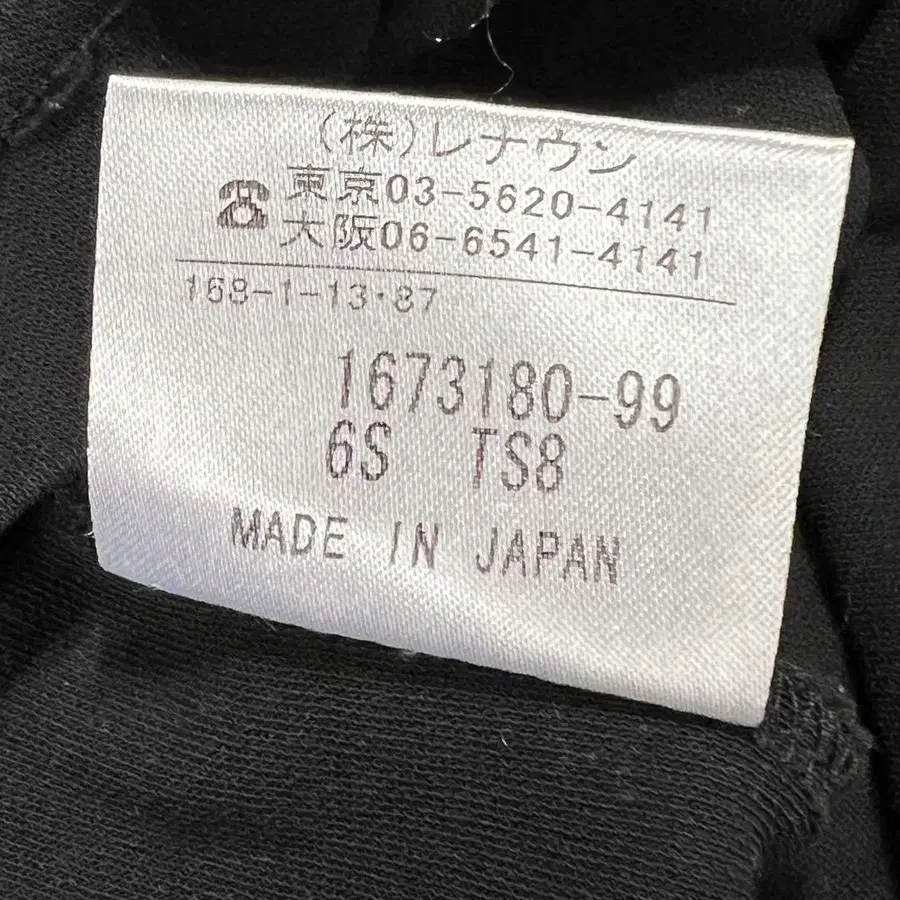 (株)レナウン
☎ 東京03-5620-4141
大阪06-6541-4141
168-1-13・87
1673180-99
6S TS8
MADE IN JAPAN